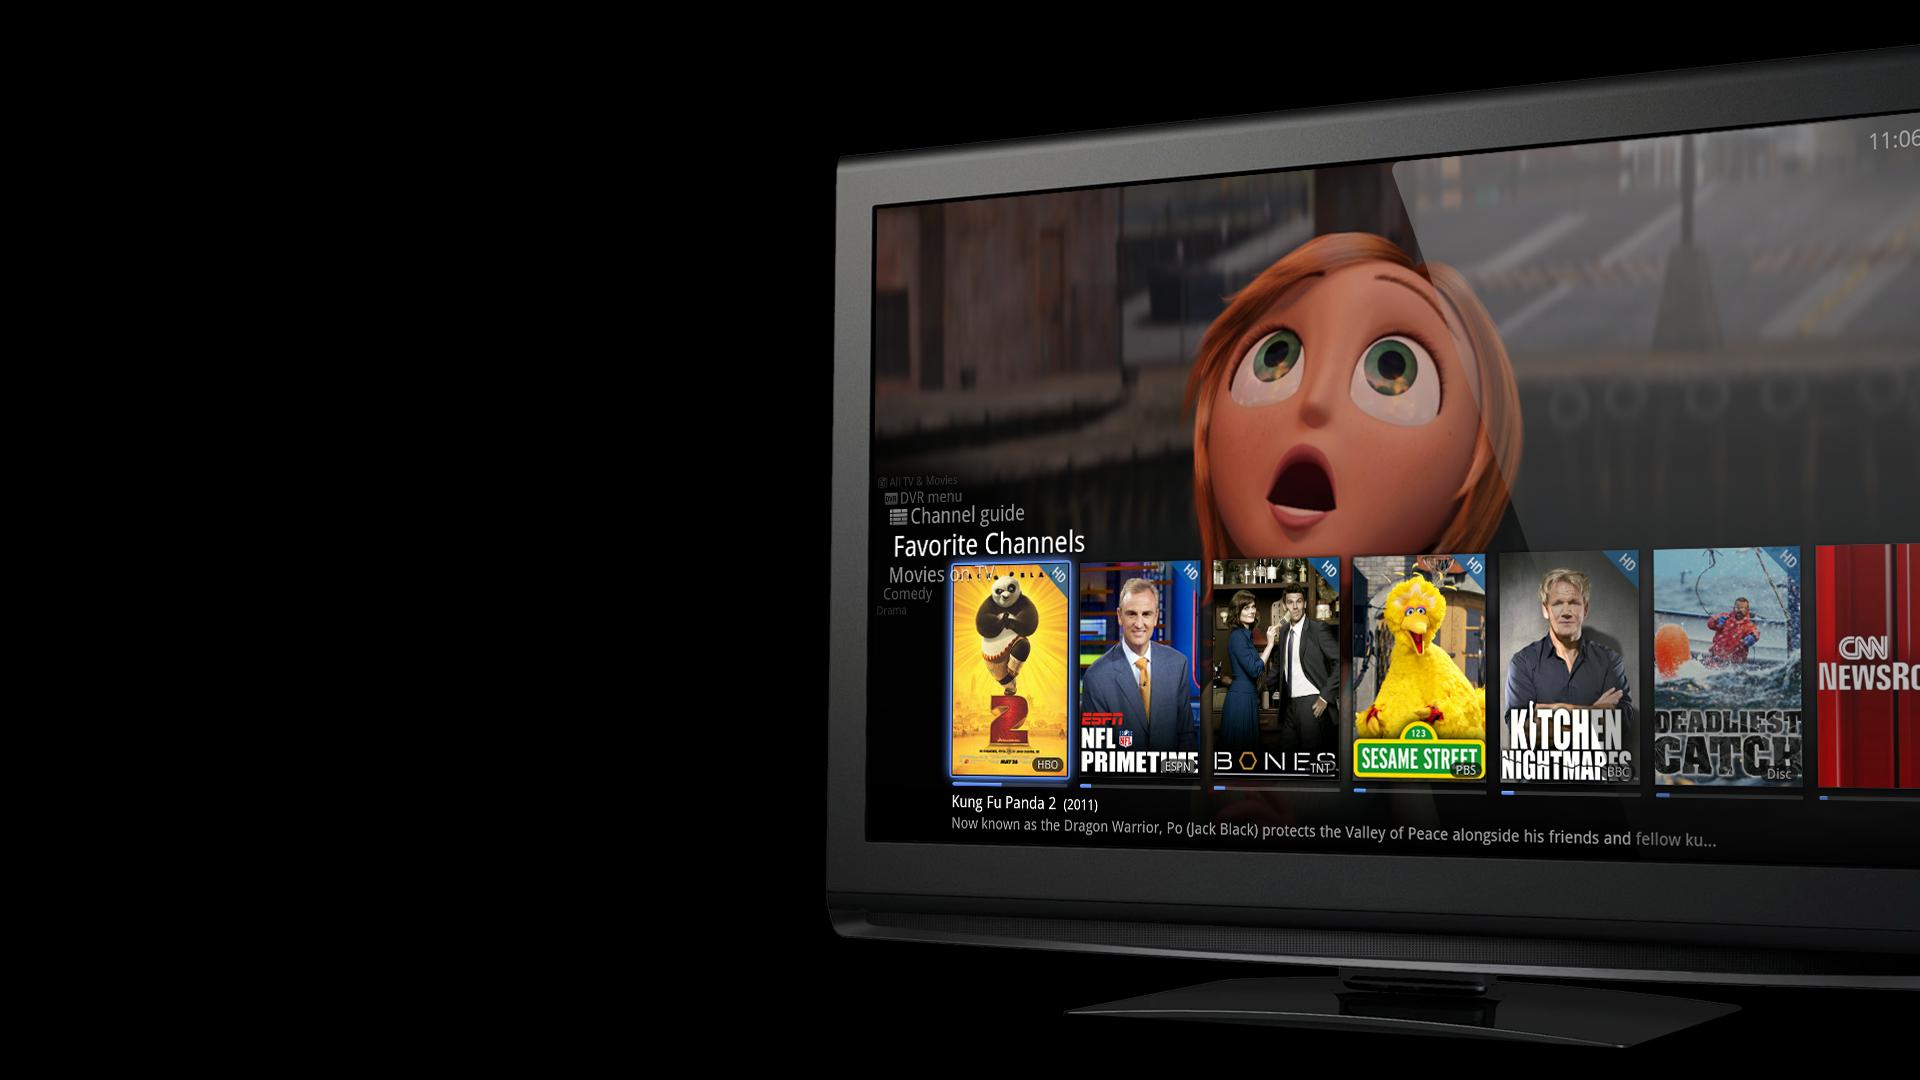 11:06
All TV & Movies
DVR menu
Channel guide
Favorite Channels
Movies on TV
Comedy
Drama
HD
2
HBO
HD
ESPN
NFL
PRIMETIME
ESPN
HD
BONES
TNT
HD
123
SESAME STREET
PBS
HD
KITCHEN
NIGHTMARES
BBC
HD
DEADLIEST
CATCH
Disc
CNN
NEWSRO
Kung Fu Panda 2 (2011)
Now known as the Dragon Warrior, Po (Jack Black) protects the Valley of Peace alongside his friends and fellow ku...